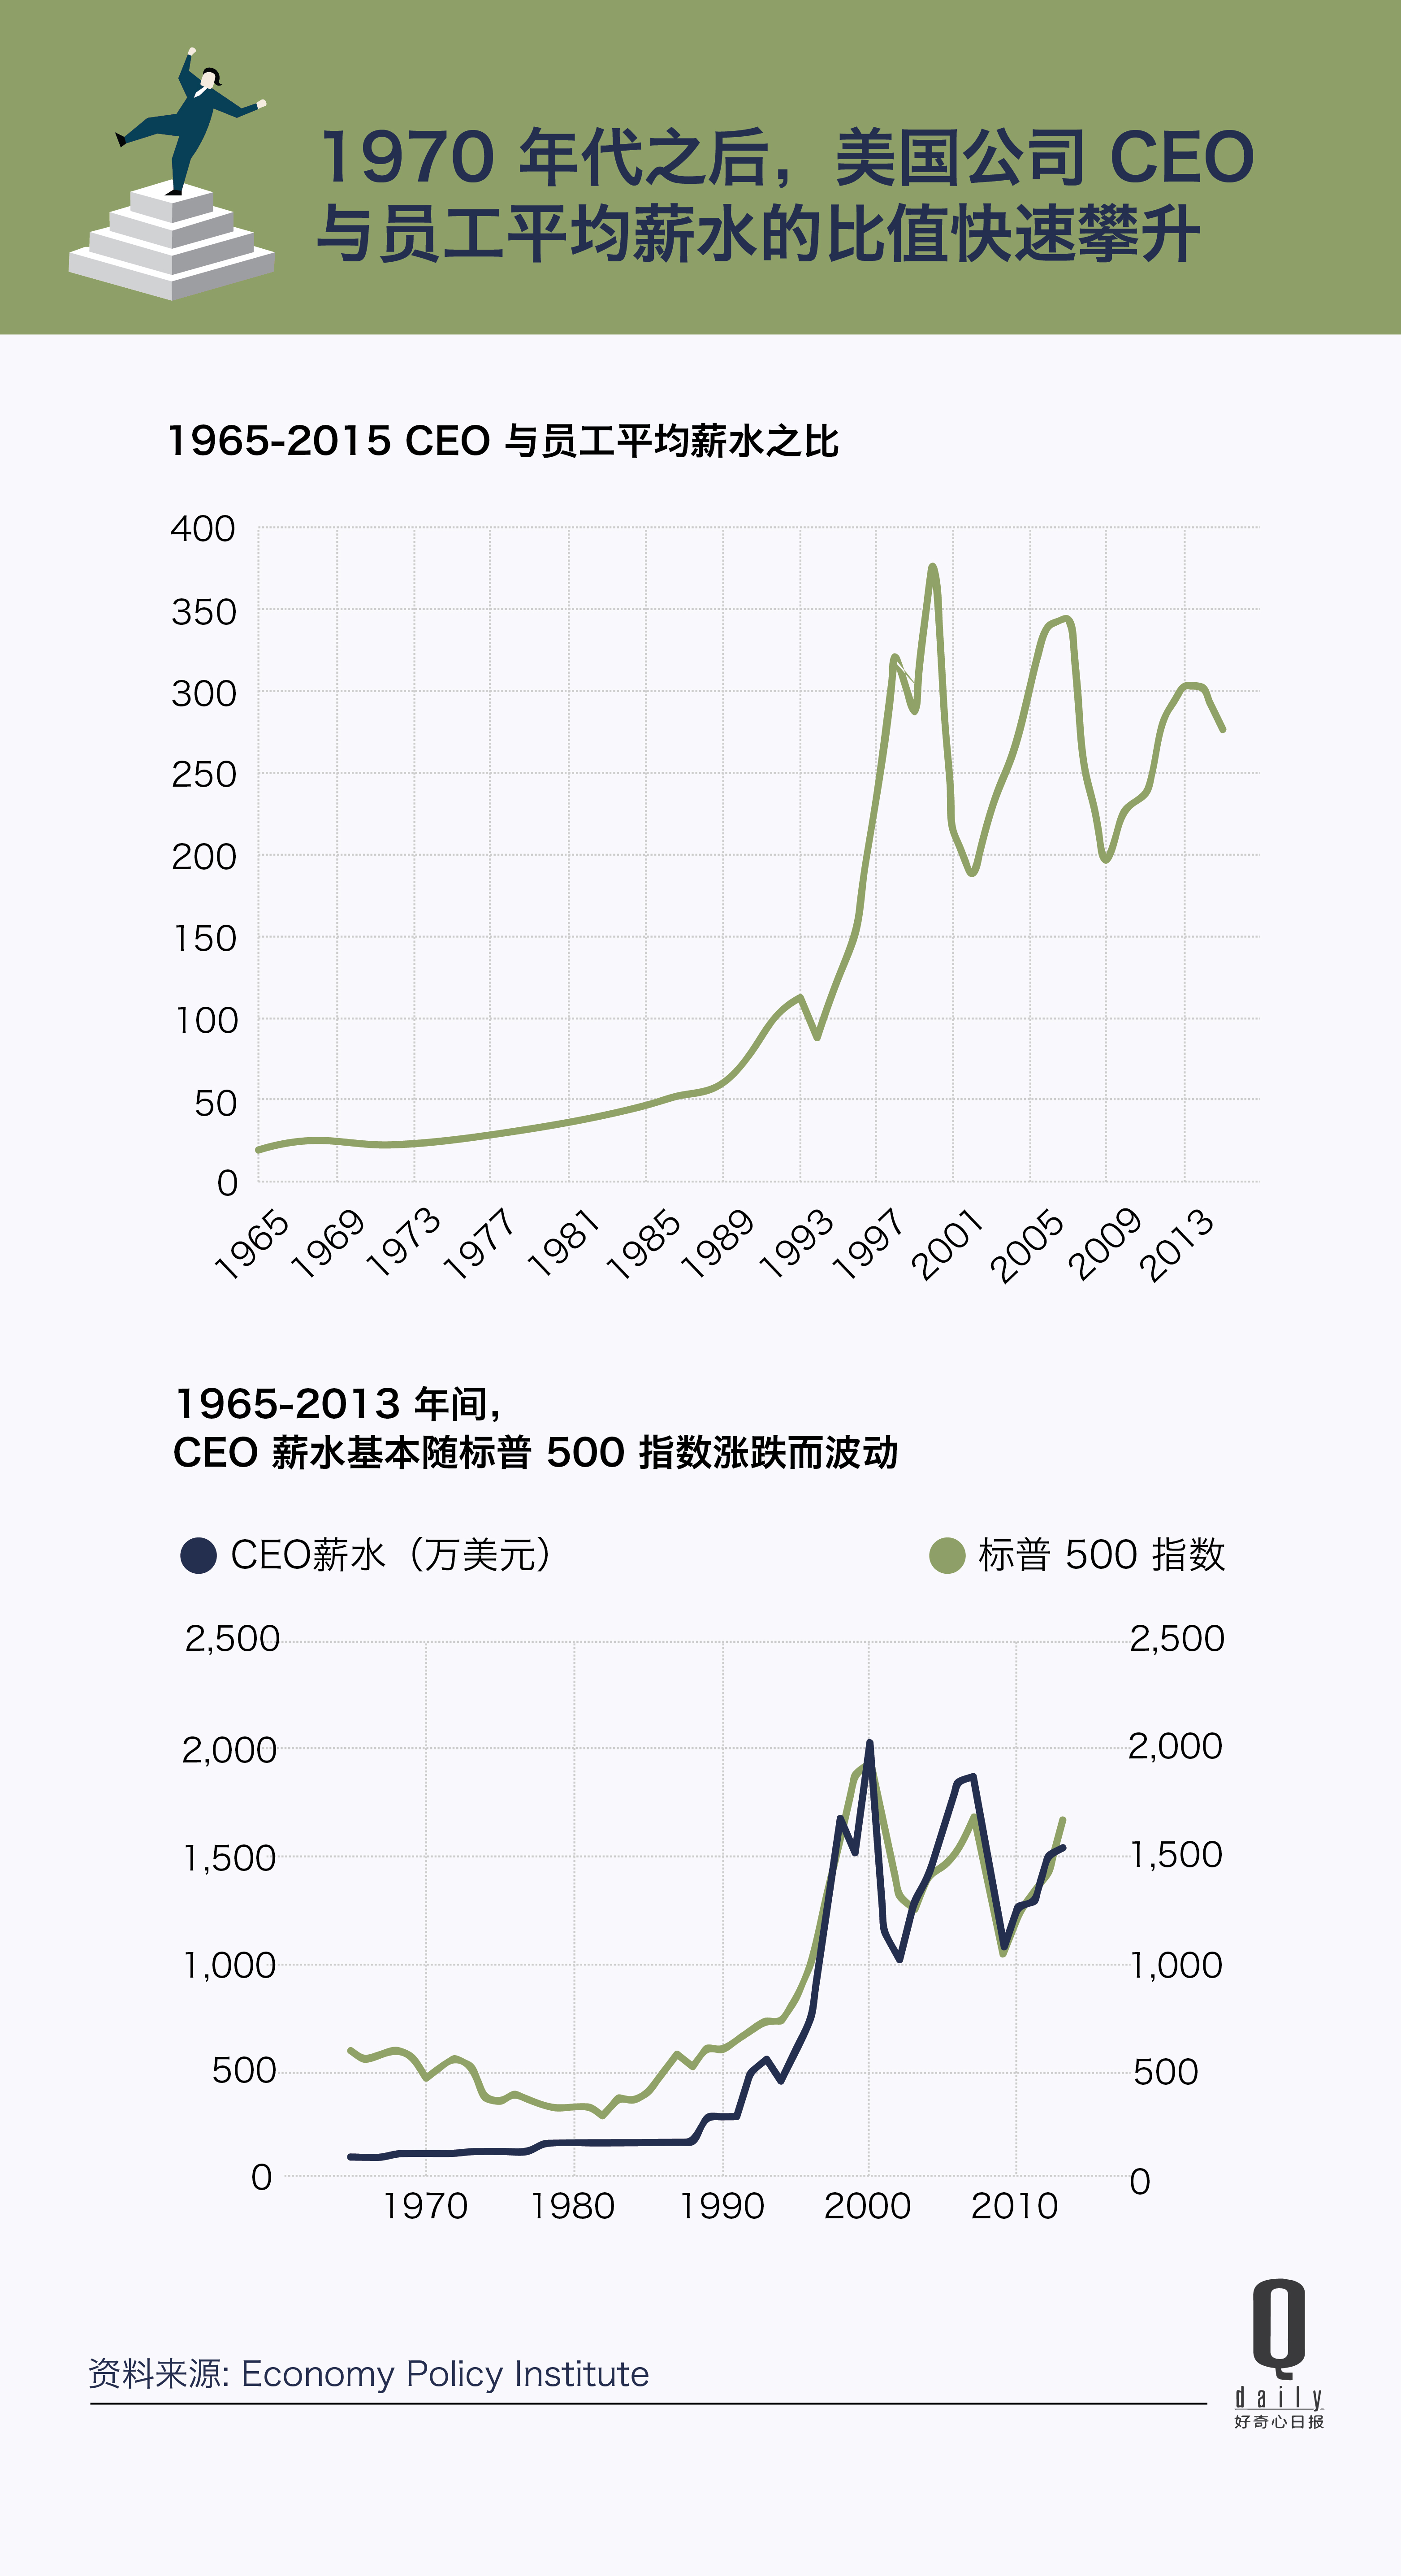 1970 年代之后，美国公司 CEO
与员工平均薪水的比值快速攀升
1965-2015 CEO 与员工平均薪水之比
400
350
300
250
200
150
100
50
0
1965 1969 1973 1977 1981 1985 1989 1993 1997 2001 2005 2009 2013
1965-2013 年间，
CEO 薪水基本随标普 500 指数涨跌而波动
CEO薪水（万美元） 标普 500 指数
2,500 2,500
2,000 2,000
1,500 1,500
1,000 1,000
500 500
0 0
1970 1980 1990 2000 2010
资料来源: Economy Policy Institute
Q
daily
好奇心日报